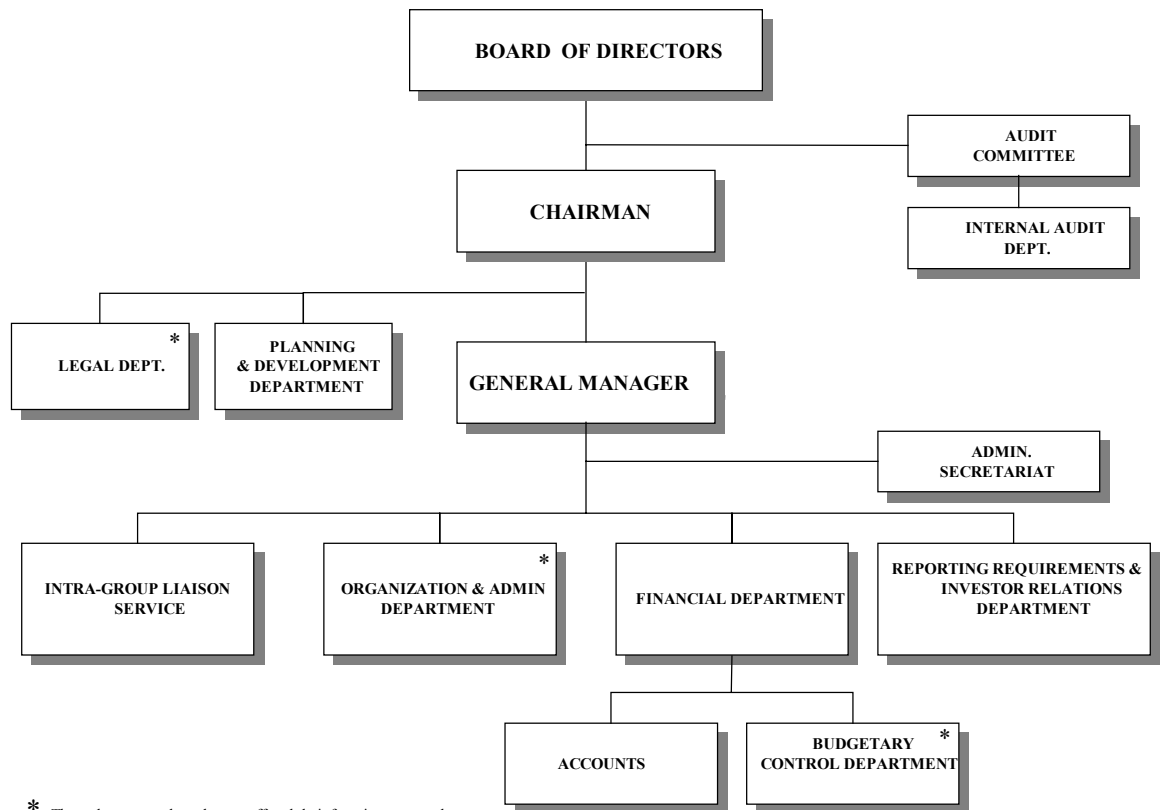 BOARD OF DIRECTORS
AUDIT
COMMITTEE
CHAIRMAN
INTERNAL AUDIT
DEPT.
*
LEGAL DEPT.
PLANNING
& DEVELOPMENT
DEPARTMENT
GENERAL MANAGER
ADMIN.
SECRETARIAT
INTRA-GROUP LIAISON
SERVICE
*
ORGANIZATION & ADMIN
DEPARTMENT
FINANCIAL DEPARTMENT
REPORTING REQUIREMENTS &
INVESTOR RELATIONS
DEPARTMENT
ACCOUNTS
*
BUDGETARY
CONTROL DEPARTMENT
*